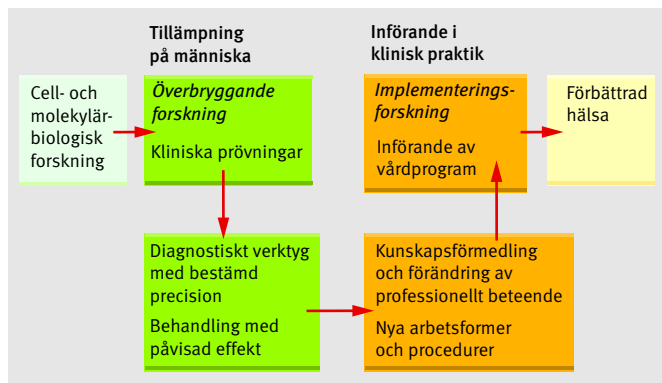 Tillämpning
på människa
Införande i
klinisk praktik
Cell- och
molekylär-
biologisk
forskning
Överbryggande
forskning
Kliniska prövningar
Implementerings-
forskning
Införande av
vårdprogram
Förbättrad
hälsa
Diagnostiskt verktyg
med bestämd
precision
Behandling med
påvisad effekt
Kunskapsförmedling
och förändring av
professionellt beteende
Nya arbetsformer
och procedurer